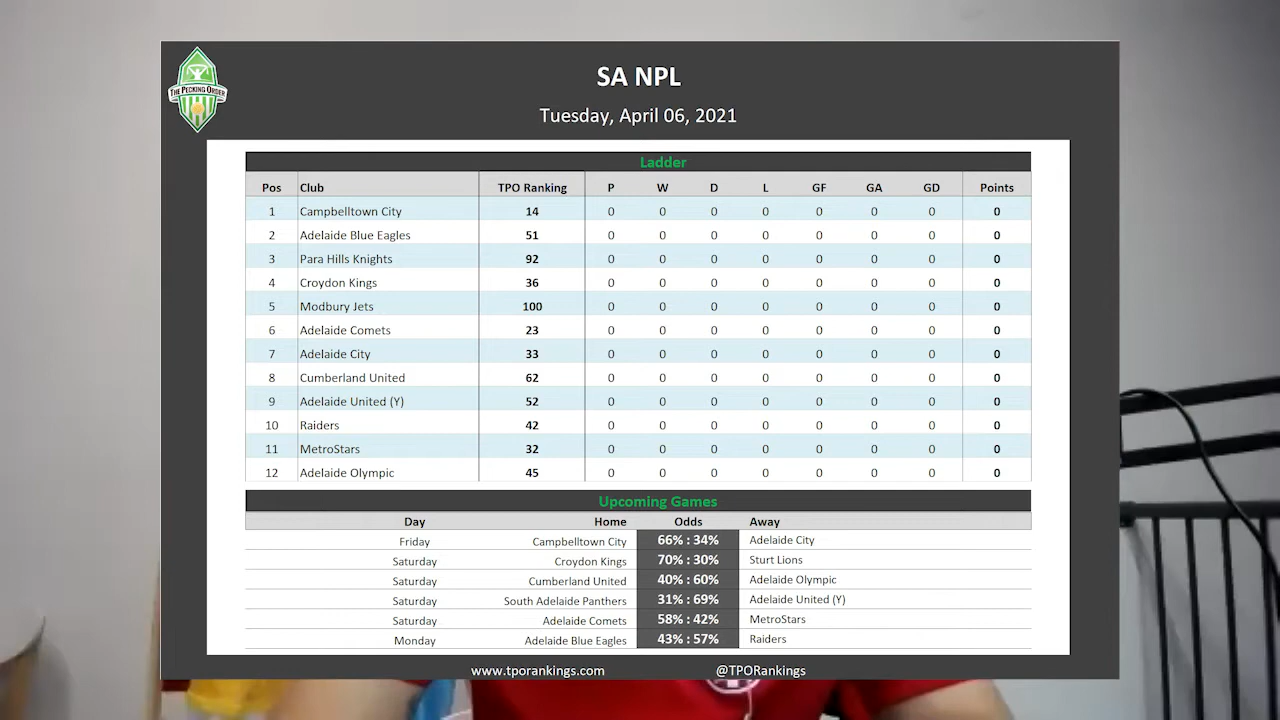 THE PECKING ORDER
SA NPL
Tuesday, April 06, 2021
Ladder
Pos Club TPO Ranking P W D L GF GA GD Points
1 Campbelltown City 14 0 0 0 0 0 0 0 0
2 Adelaide Blue Eagles 51 0 0 0 0 0 0 0 0
3 Para Hills Knights 92 0 0 0 0 0 0 0 0
4 Croydon Kings 36 0 0 0 0 0 0 0 0
5 Modbury Jets 100 0 0 0 0 0 0 0 0
6 Adelaide Comets 23 0 0 0 0 0 0 0 0
7 Adelaide City 33 0 0 0 0 0 0 0 0
8 Cumberland United 62 0 0 0 0 0 0 0 0
9 Adelaide United (Y) 52 0 0 0 0 0 0 0 0
10 Raiders 42 0 0 0 0 0 0 0 0
11 MetroStars 32 0 0 0 0 0 0 0 0
12 Adelaide Olympic 45 0 0 0 0 0 0 0 0
Upcoming Games
Day Home Odds Away
Friday Campbelltown City 66% : 34% Adelaide City
Saturday Croydon Kings 70% : 30% Sturt Lions
Saturday Cumberland United 40% : 60% Adelaide Olympic
Saturday South Adelaide Panthers 31% : 69% Adelaide United (Y)
Saturday Adelaide Comets 58% : 42% MetroStars
Monday Adelaide Blue Eagles 43% : 57% Raiders
www.tporankings.com @TPORankings